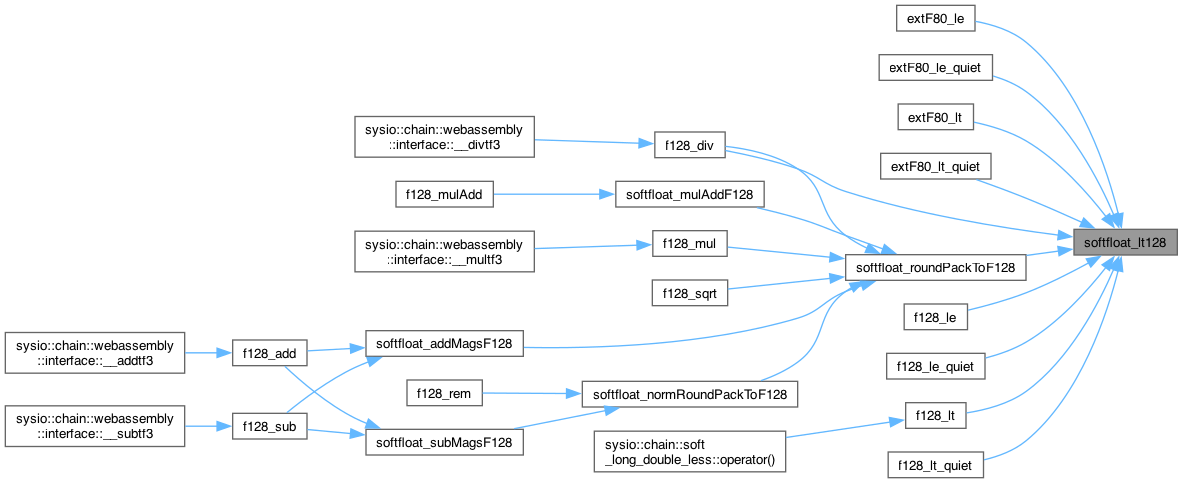 extF80_le
extF80_le_quiet
extF80_lt
extF80_lt_quiet
sysio::chain::webassembly
::interface::__divtf3
f128_div
f128_mulAdd
softfloat_mulAddF128
sysio::chain::webassembly
::interface::__multf3
f128_mul
f128_sqrt
softfloat_roundPackToF128
softfloat_lt128
f128_le
f128_le_quiet
f128_lt
f128_lt_quiet
sysio::chain::webassembly
::interface::__addtf3
f128_add
softfloat_addMagsF128
f128_rem
softfloat_normRoundPackToF128
sysio::chain::webassembly
::interface::__subtf3
f128_sub
softfloat_subMagsF128
sysio::chain::soft
_long_double_less::operator()